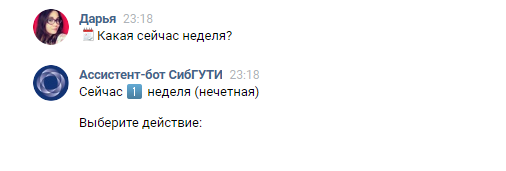 Дарья 23:18
🗓Какая сейчас неделя?
Ассистент-бот СибГУТИ 23:18
Сейчас 1️⃣ неделя (нечетная)
Выберите действие: